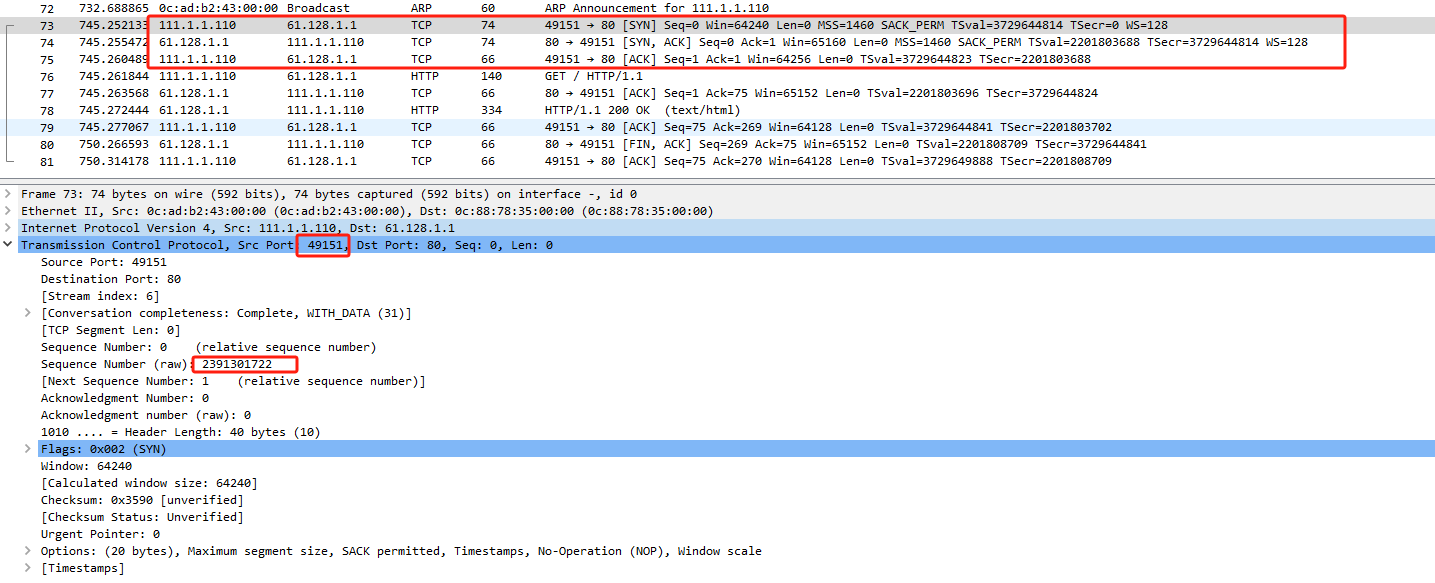 72 732.688865 0c:ad:b2:43:00:00 Broadcast ARP 60 ARP Announcement for 111.1.1.110
73 745.252133 111.1.1.110 61.128.1.1 TCP 74 49151 → 80 [SYN] Seq=0 Win=64240 Len=0 MSS=1460 SACK_PERM TSval=3729644814 TSecr=0 WS=128
74 745.255472 61.128.1.1 111.1.1.110 TCP 74 80 → 49151 [SYN, ACK] Seq=0 Ack=1 Win=65160 Len=0 MSS=1460 SACK_PERM TSval=2201803688 TSecr=3729644814 WS=128
75 745.260489 111.1.1.110 61.128.1.1 TCP 66 49151 → 80 [ACK] Seq=1 Ack=1 Win=64256 Len=0 TSval=3729644823 TSecr=2201803688
76 745.261844 111.1.1.110 61.128.1.1 HTTP 140 GET / HTTP/1.1
77 745.263568 61.128.1.1 111.1.1.110 TCP 66 80 → 49151 [ACK] Seq=1 Ack=75 Win=65152 Len=0 TSval=2201803696 TSecr=3729644824
78 745.272444 61.128.1.1 111.1.1.110 HTTP 334 HTTP/1.1 200 OK (text/html)
79 745.277067 111.1.1.110 61.128.1.1 TCP 66 49151 → 80 [ACK] Seq=75 Ack=269 Win=64128 Len=0 TSval=3729644841 TSecr=2201803702
80 750.266593 61.128.1.1 111.1.1.110 TCP 66 80 → 49151 [FIN, ACK] Seq=269 Ack=75 Win=65152 Len=0 TSval=2201808709 TSecr=3729644841
81 750.314178 111.1.1.110 61.128.1.1 TCP 66 49151 → 80 [ACK] Seq=75 Ack=270 Win=64128 Len=0 TSval=3729649888 TSecr=2201808709
Frame 73: 74 bytes on wire (592 bits), 74 bytes captured (592 bits) on interface -, id 0
Ethernet II, Src: 0c:ad:b2:43:00:00 (0c:ad:b2:43:00:00), Dst: 0c:88:78:35:00:00 (0c:88:78:35:00:00)
Internet Protocol Version 4, Src: 111.1.1.110, Dst: 61.128.1.1
Transmission Control Protocol, Src Port: 49151, Dst Port: 80, Seq: 0, Len: 0
Source Port: 49151
Destination Port: 80
[Stream index: 6]
[Conversation completeness: Complete, WITH_DATA (31)]
[TCP Segment Len: 0]
Sequence Number: 0 (relative sequence number)
Sequence Number (raw): 2391301722
[Next Sequence Number: 1 (relative sequence number)]
Acknowledgment Number: 0
Acknowledgment number (raw): 0
1010 .... = Header Length: 40 bytes (10)
Flags: 0x002 (SYN)
Window: 64240
[Calculated window size: 64240]
Checksum: 0x3590 [unverified]
[Checksum Status: Unverified]
Urgent Pointer: 0
Options: (20 bytes), Maximum segment size, SACK permitted, Timestamps, No-Operation (NOP), Window scale
[Timestamps]